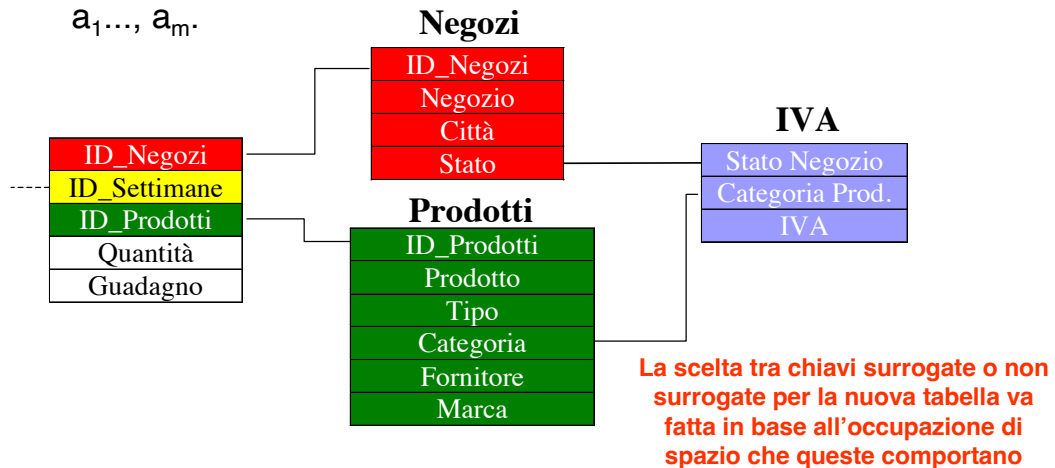 a1..., am.
Negozi
ID_Negozi
Negozio
Città
Stato
IVA
Stato Negozio
Categoria Prod.
IVA
ID_Negozi
ID_Settimane
ID_Prodotti
Quantità
Guadagno
Prodotti
ID_Prodotti
Prodotto
Tipo
Categoria
Fornitore
Marca
La scelta tra chiavi surrogate o non
surrogate per la nuova tabella va
fatta in base all'occupazione di
spazio che queste comportano